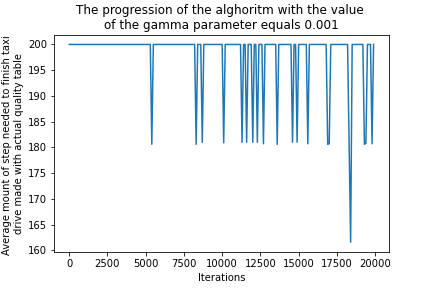 The progression of the alghoritm with the value
of the gamma parameter equals 0.001
Average mount of step needed to finish taxi
drive made with actual quality table
200
195
190
185
180
175
170
165
160
0 2500 5000 7500 10000 12500 15000 17500 20000
Iterations